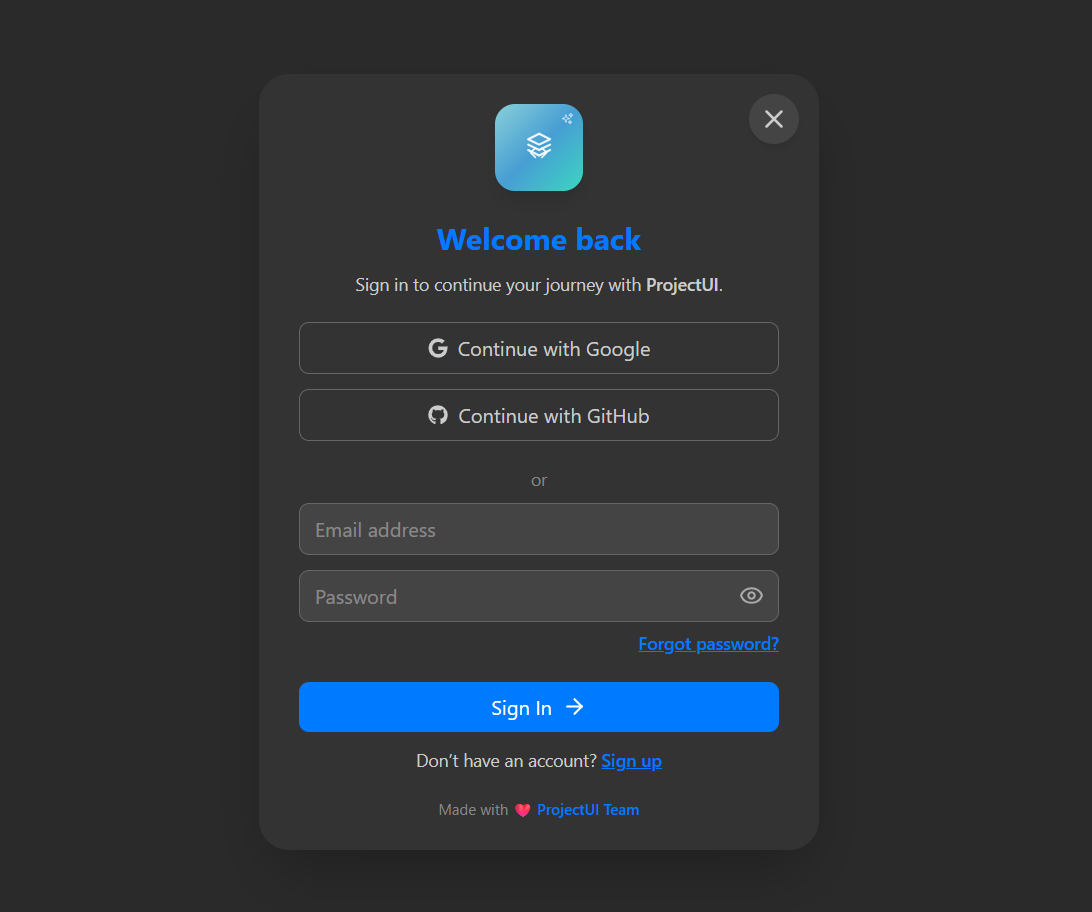 Welcome back
Sign in to continue your journey with ProjectUI.
Continue with Google
Continue with GitHub
or
Email address
Password
Forgot password?
Sign In
Don’t have an account? Sign up
Made with 💖 ProjectUI Team